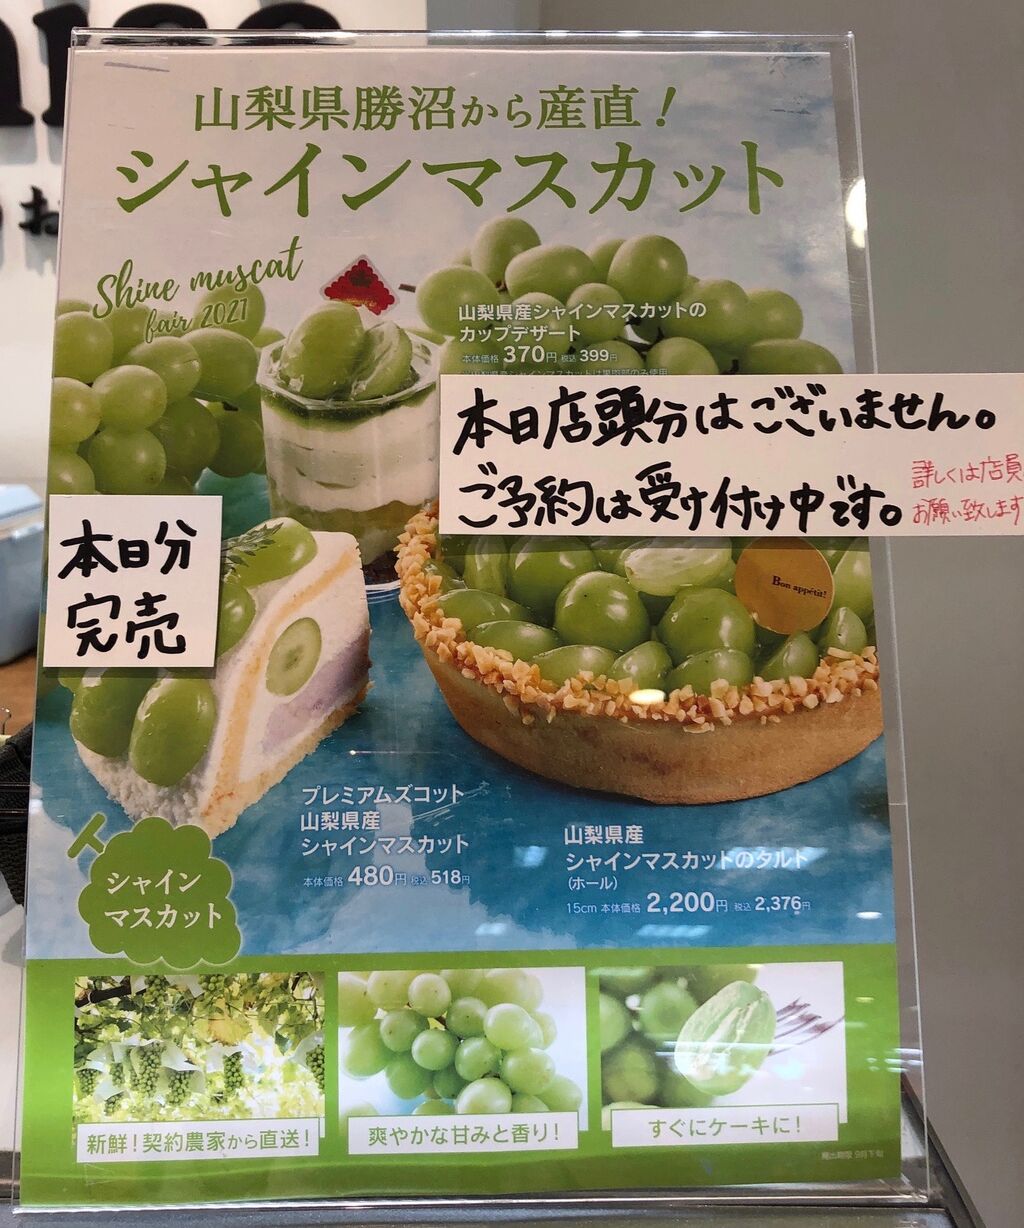 山梨県勝沼から産直！
シャインマスカット
Shine muscat
fair 2021
山梨県産シャインマスカットの
カップデザート
本体価格 370円 税込 399円
本日店頭分はございません。
ご予約は受け付け中です。
詳しくは店員
お願い致します
本日分
完売
Bon appétit!
プレミアムズコット
山梨県産
シャインマスカット
本体価格 480円 税込 518円
山梨県産
シャインマスカットのタルト
（ホール）
15cm 本体価格 2,200円 税込 2,376円
シャイン
マスカット
新鮮！契約農家から直送！
爽やかな甘みと香り！
すぐにケーキに！